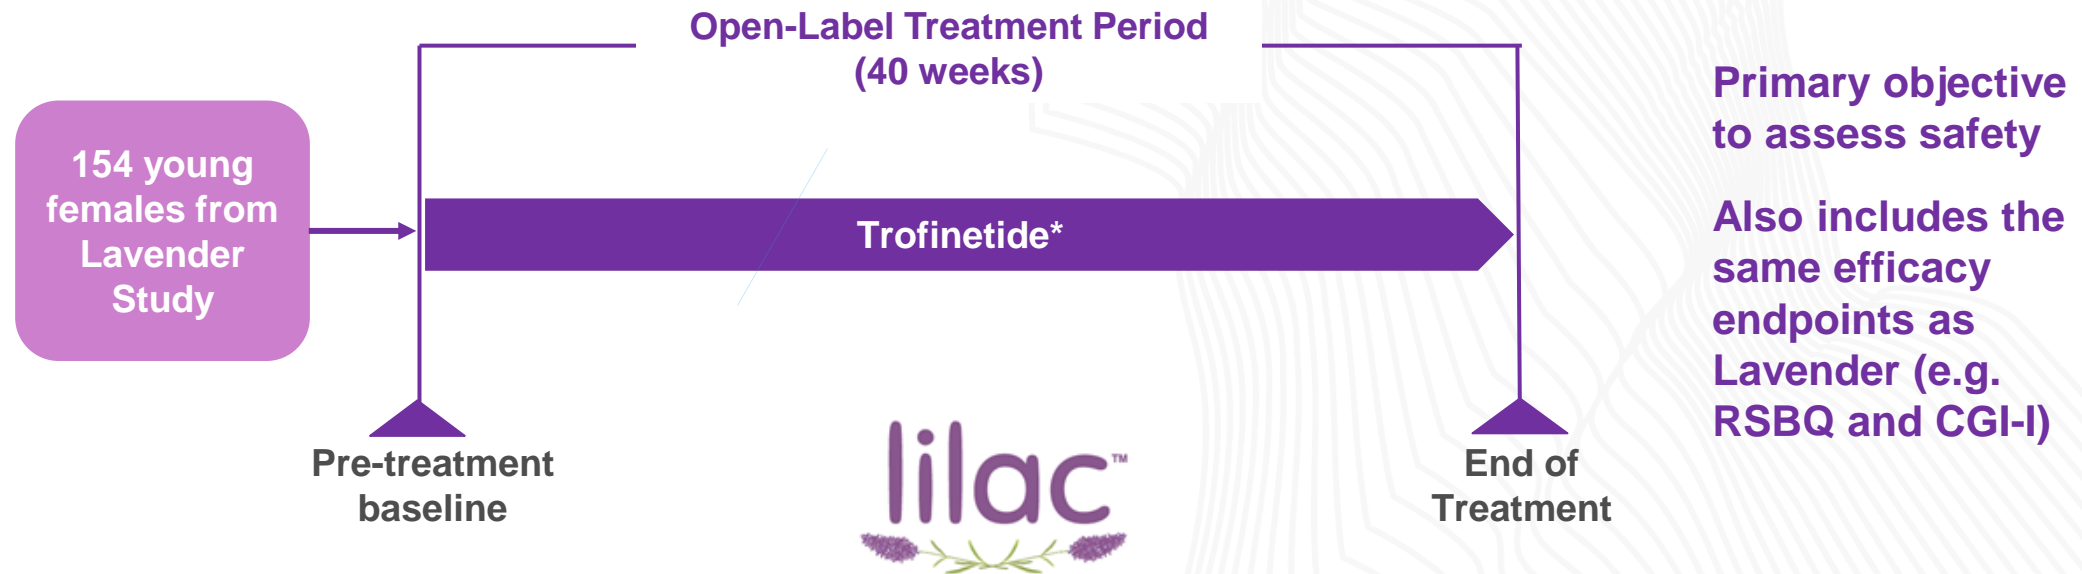 Open-Label Treatment Period
(40 weeks)
154 young
females from
Lavender
Study
Trofinetide*
Primary objective
to assess safety
Also includes the
same efficacy
endpoints as
Lavender (e.g.
RSBQ and CGI-I)
Pre-treatment
baseline
lilac™
End of
Treatment